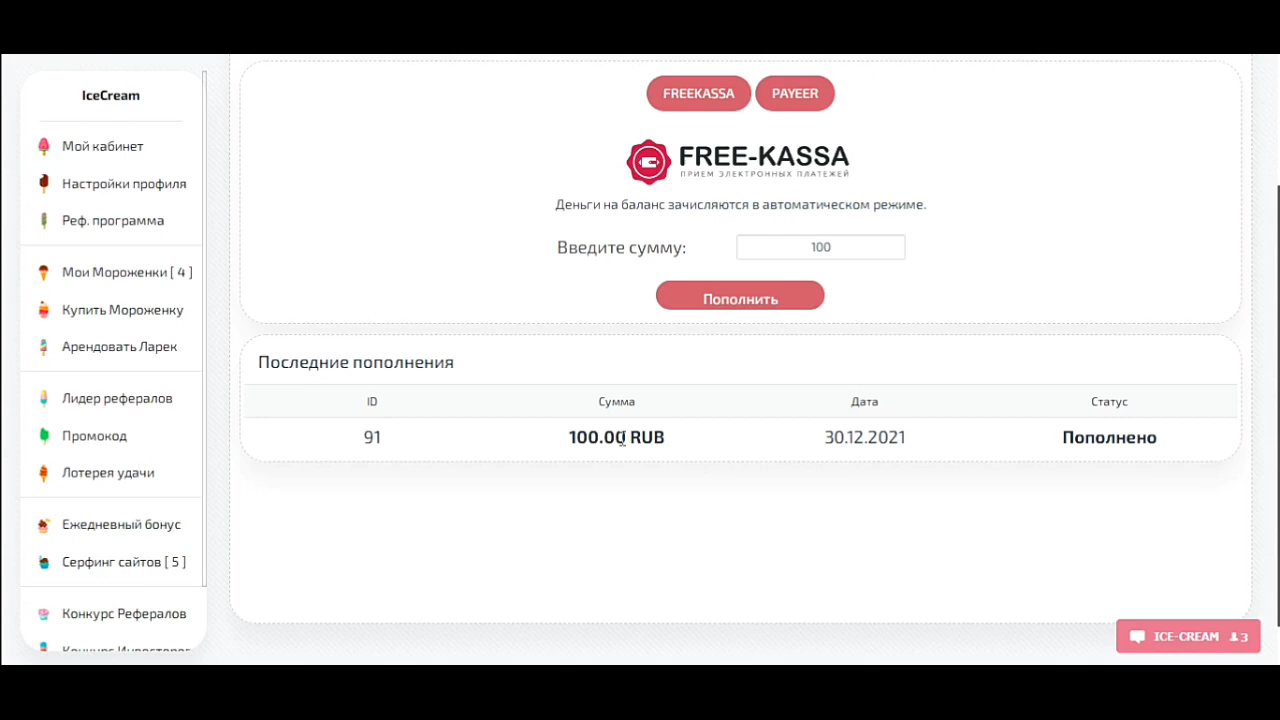 IceCream
Мой кабинет
Настройки профиля
Реф. программа
Мои Мороженки [ 4 ]
Купить Мороженку
Арендовать Ларек
Лидер рефералов
Промокод
Лотерея удачи
Ежедневный бонус
Серфинг сайтов [ 5 ]
Конкурс Рефералов
Конкурс Инвесторов
FREEKASSA PAYEER
FREE-KASSA
ПРИЕМ ЭЛЕКТРОННЫХ ПЛАТЕЖЕЙ
Деньги на баланс зачисляются в автоматическом режиме.
Введите сумму: 100
Пополнить
Последние пополнения
ID Сумма Дата Статус
91 100.00 RUB 30.12.2021 Пополнено
ICE-CREAM 3